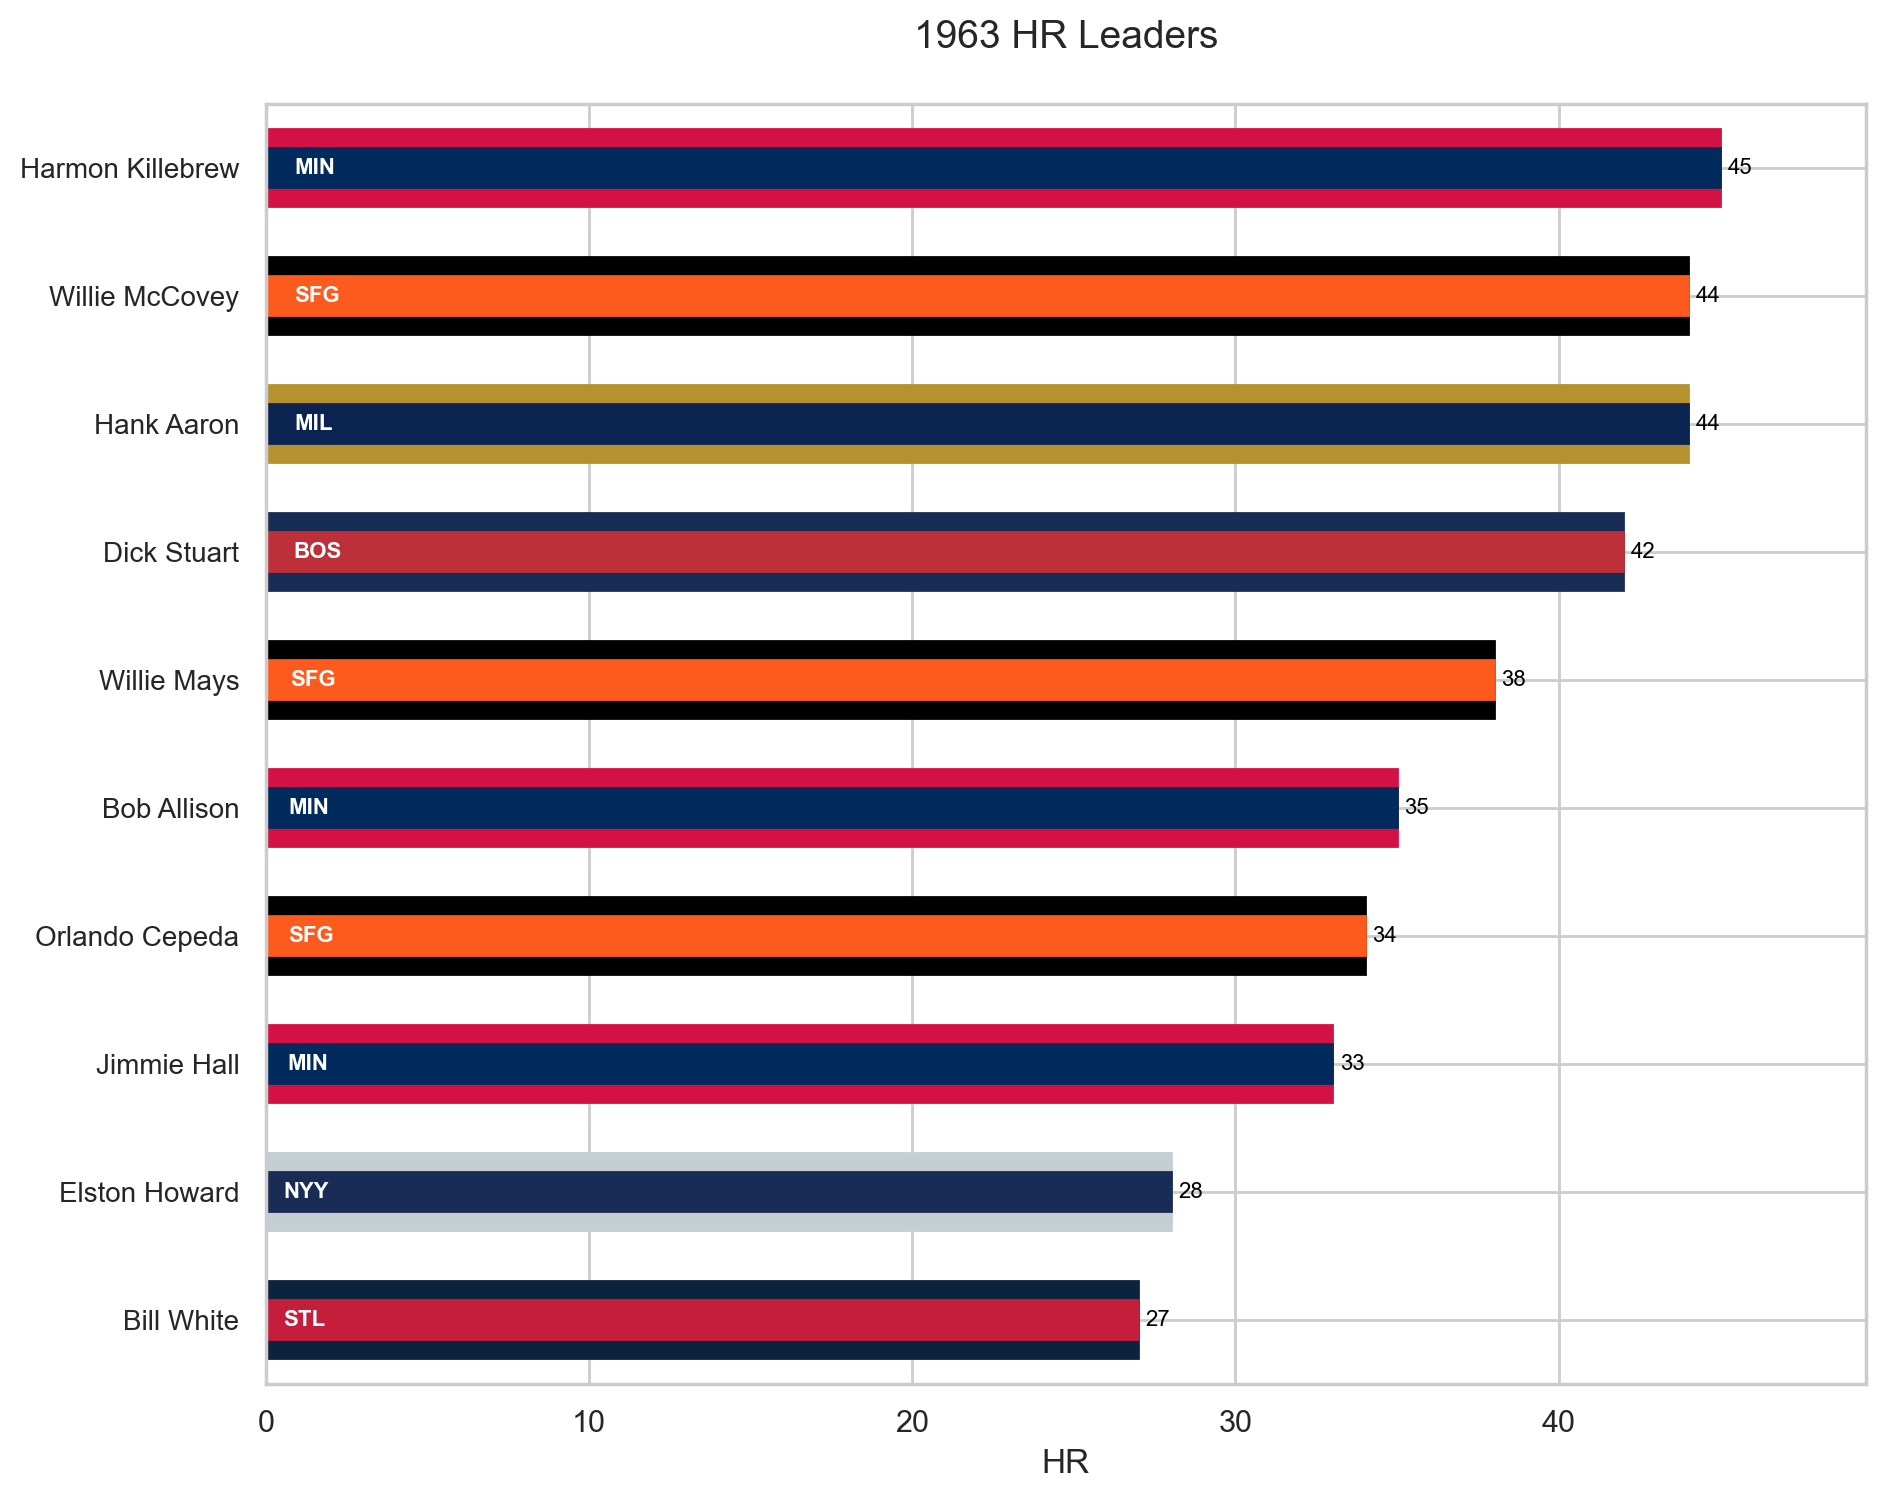 1963 HR Leaders
Harmon Killebrew MIN 45
Willie McCovey SFG 44
Hank Aaron MIL 44
Dick Stuart BOS 42
Willie Mays SFG 38
Bob Allison MIN 35
Orlando Cepeda SFG 34
Jimmie Hall MIN 33
Elston Howard NYY 28
Bill White STL 27
0 10 20 30 40
HR